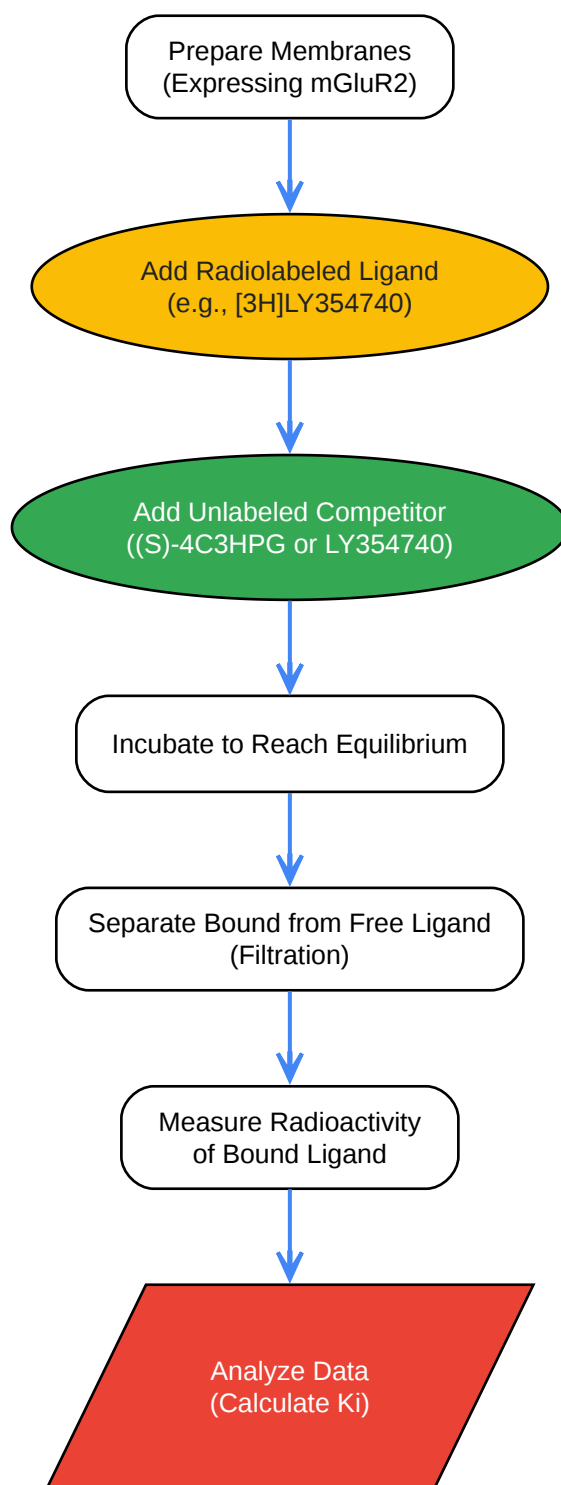 Prepare Membranes
(Expressing mGluR2)
Add Radiolabeled Ligand
(e.g., [3H]LY354740)
Add Unlabeled Competitor
((S)-4C3HPG or LY354740)
Incubate to Reach Equilibrium
Separate Bound from Free Ligand
(Filtration)
Measure Radioactivity
of Bound Ligand
Analyze Data
(Calculate Ki)